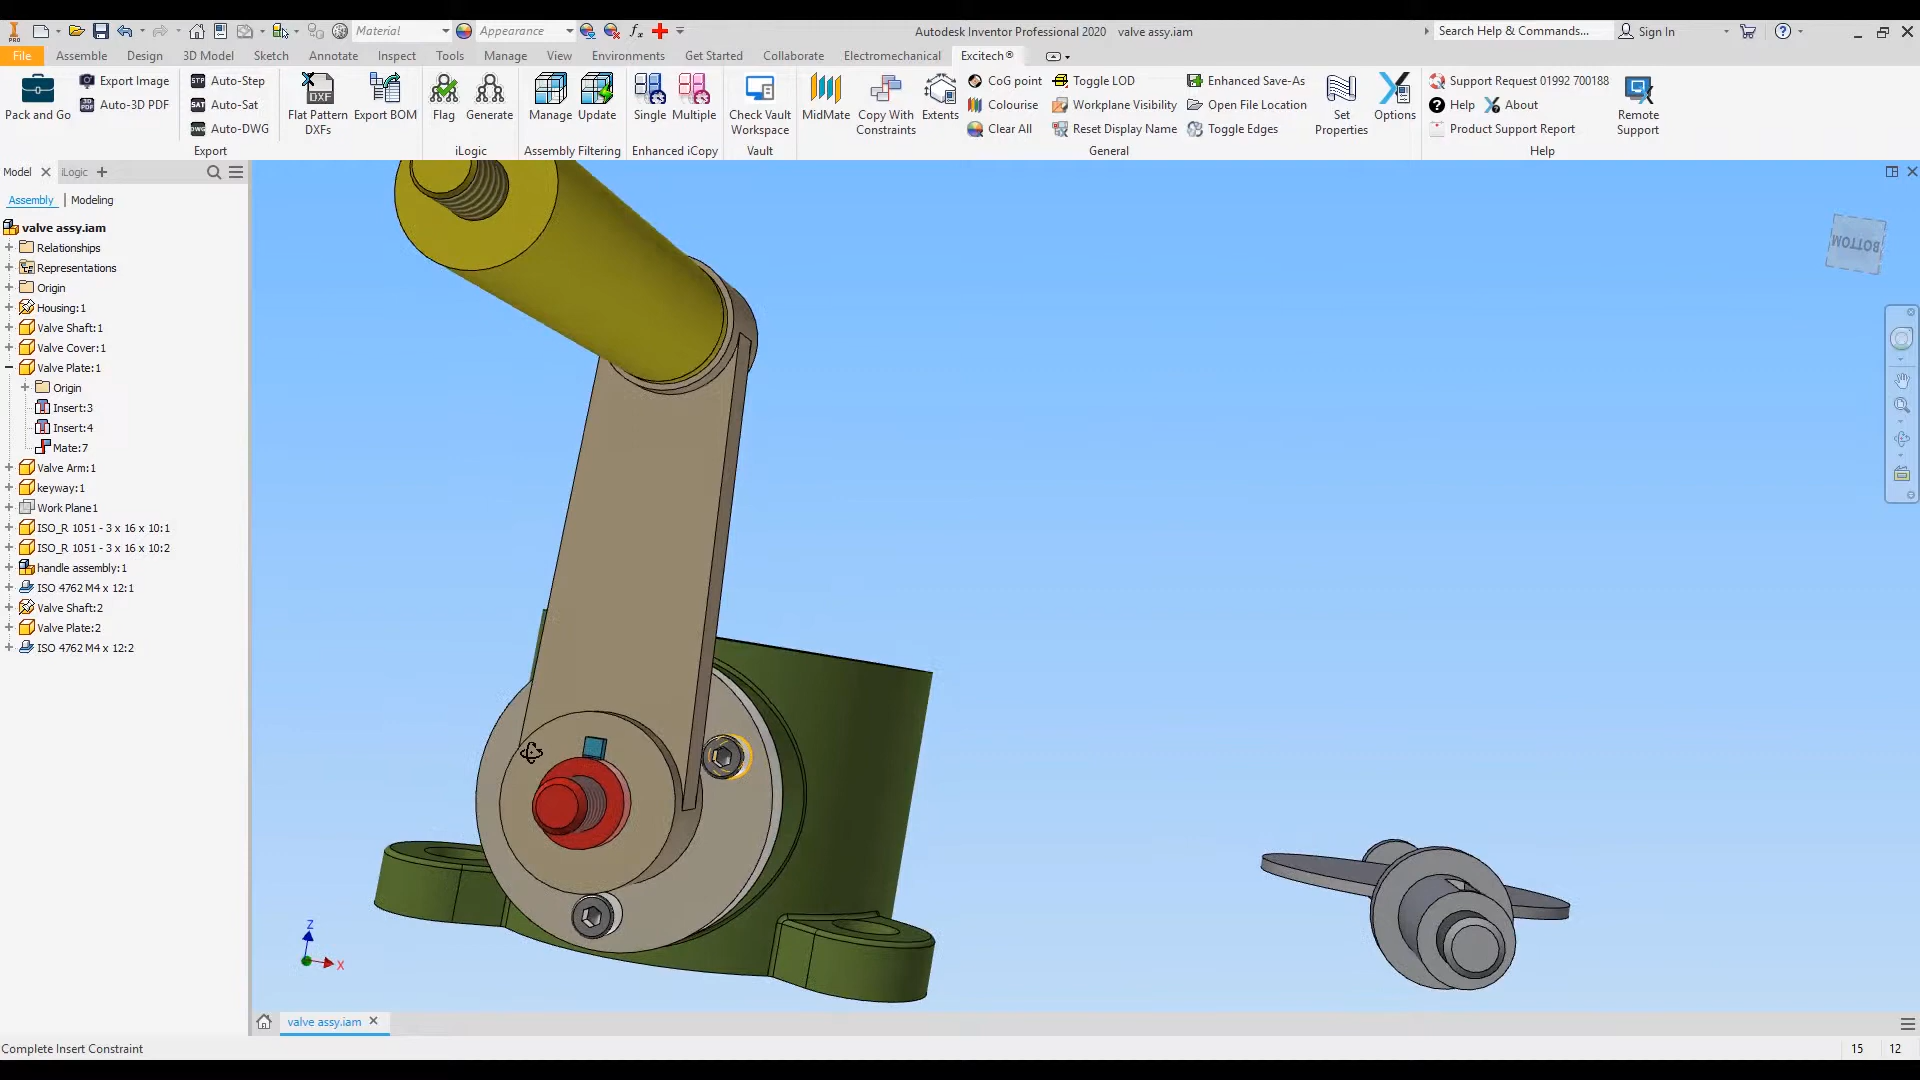 Material
Appearance
fx
Autodesk Inventor Professional 2020 valve assy.iam
Search Help & Commands...
Sign In
File Assemble Design 3D Model Sketch Annotate Inspect Tools Manage View Environments Get Started Collaborate Electromechanical Excitech®
Pack and Go
Export Image
Auto-3D PDF
STP Auto-Step
SAT Auto-Sat
DWG Auto-DWG
Export
DXF
Flat Pattern
DXFs
Export BOM
Flag
Generate
iLogic
Manage
Update
Assembly Filtering
Single
Multiple
Enhanced iCopy
Check Vault
Workspace
Vault
MidMate
Copy With
Constraints
Extents
CoG point
Colourise
Clear All
Toggle LOD
Workplane Visibility
Reset Display Name
Enhanced Save-As
Open File Location
Toggle Edges
General
Set
Properties
Options
Support Request 01992 700188
Help About
Product Support Report
Help
Remote
Support
Model
iLogic
Assembly
Modeling
valve assy.iam
Relationships
Representations
Origin
Housing:1
Valve Shaft:1
Valve Cover:1
Valve Plate:1
Origin
Insert:3
Insert:4
Mate:7
Valve Arm:1
keyway:1
Work Plane1
ISO_R 1051 - 3 x 16 x 10:1
ISO_R 1051 - 3 x 16 x 10:2
handle assembly:1
ISO 4762 M4 x 12:1
Valve Shaft:2
Valve Plate:2
ISO 4762 M4 x 12:2
BOTTOM
Z
X
valve assy.iam
Complete Insert Constraint
15 12